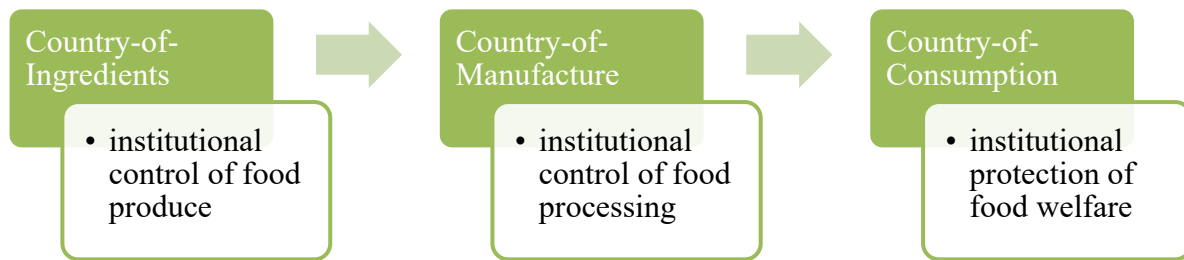 Country-of-
Ingredients
• institutional
control of food
produce
Country-of-
Manufacture
• institutional
control of food
processing
Country-of-
Consumption
• institutional
protection of
food welfare